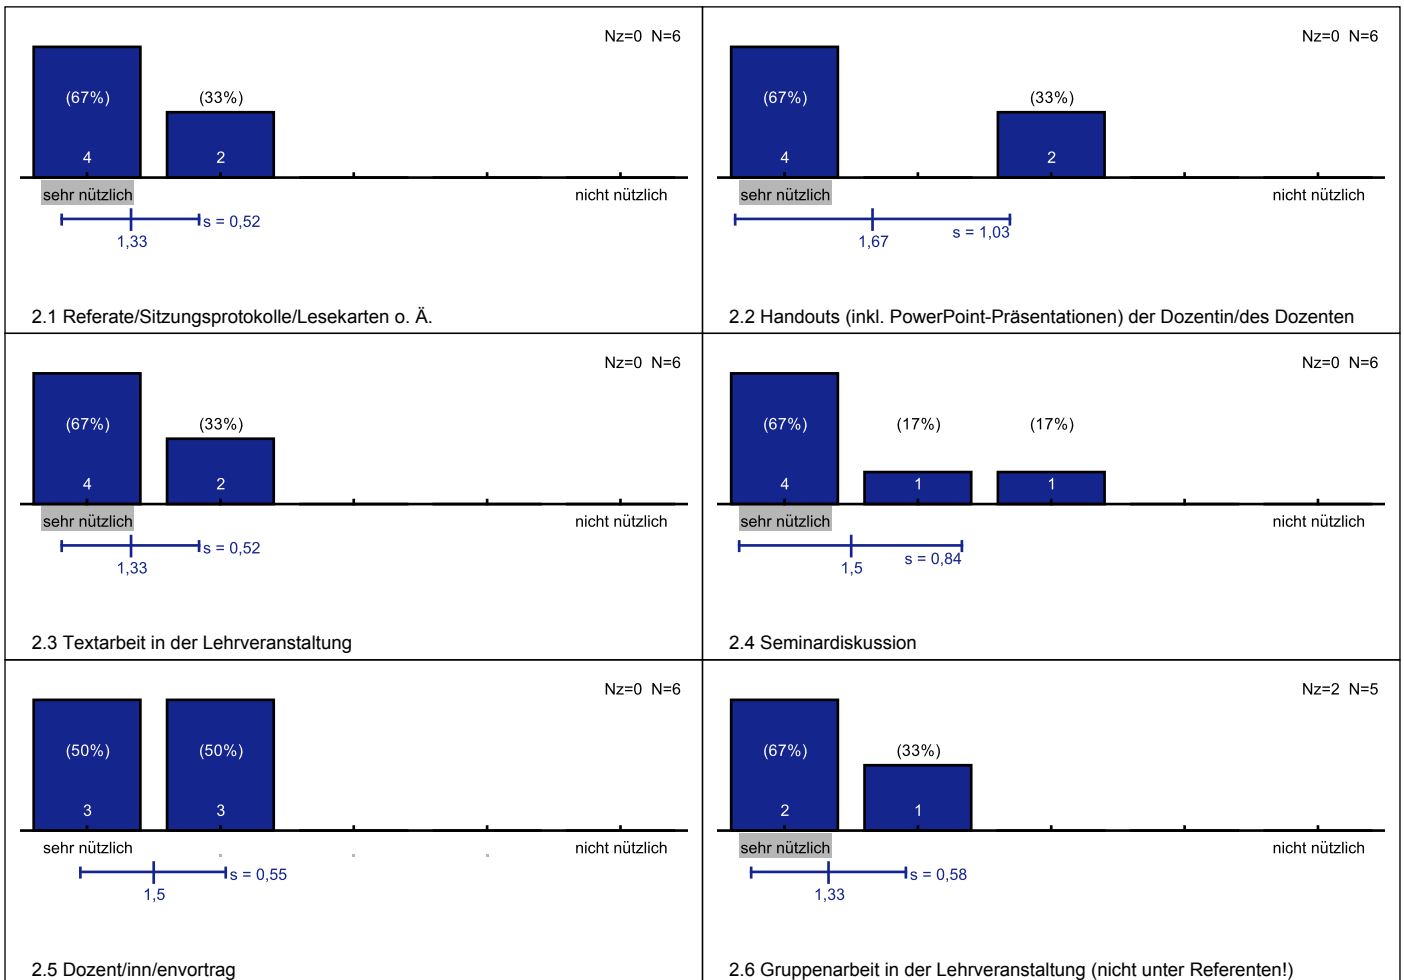 Nz=0 N=6
(67%) (33%)
4 2
sehr nützlich nicht nützlich
s = 0,52
1,33
2.1 Referate/Sitzungsprotokolle/Lesekarten o. Ä.
Nz=0 N=6
(67%) (33%)
4 2
sehr nützlich nicht nützlich
s = 1,03
1,67
2.2 Handouts (inkl. PowerPoint-Präsentationen) der Dozentin/des Dozenten
Nz=0 N=6
(67%) (33%)
4 2
sehr nützlich nicht nützlich
s = 0,52
1,33
2.3 Textarbeit in der Lehrveranstaltung
Nz=0 N=6
(67%) (17%) (17%)
4 1 1
sehr nützlich nicht nützlich
s = 0,84
1,5
2.4 Seminardiskussion
Nz=0 N=6
(50%) (50%)
3 3
sehr nützlich nicht nützlich
s = 0,55
1,5
2.5 Dozent/inn/envortrag
Nz=2 N=5
(67%) (33%)
2 1
sehr nützlich nicht nützlich
s = 0,58
1,33
2.6 Gruppenarbeit in der Lehrveranstaltung (nicht unter Referenten!)